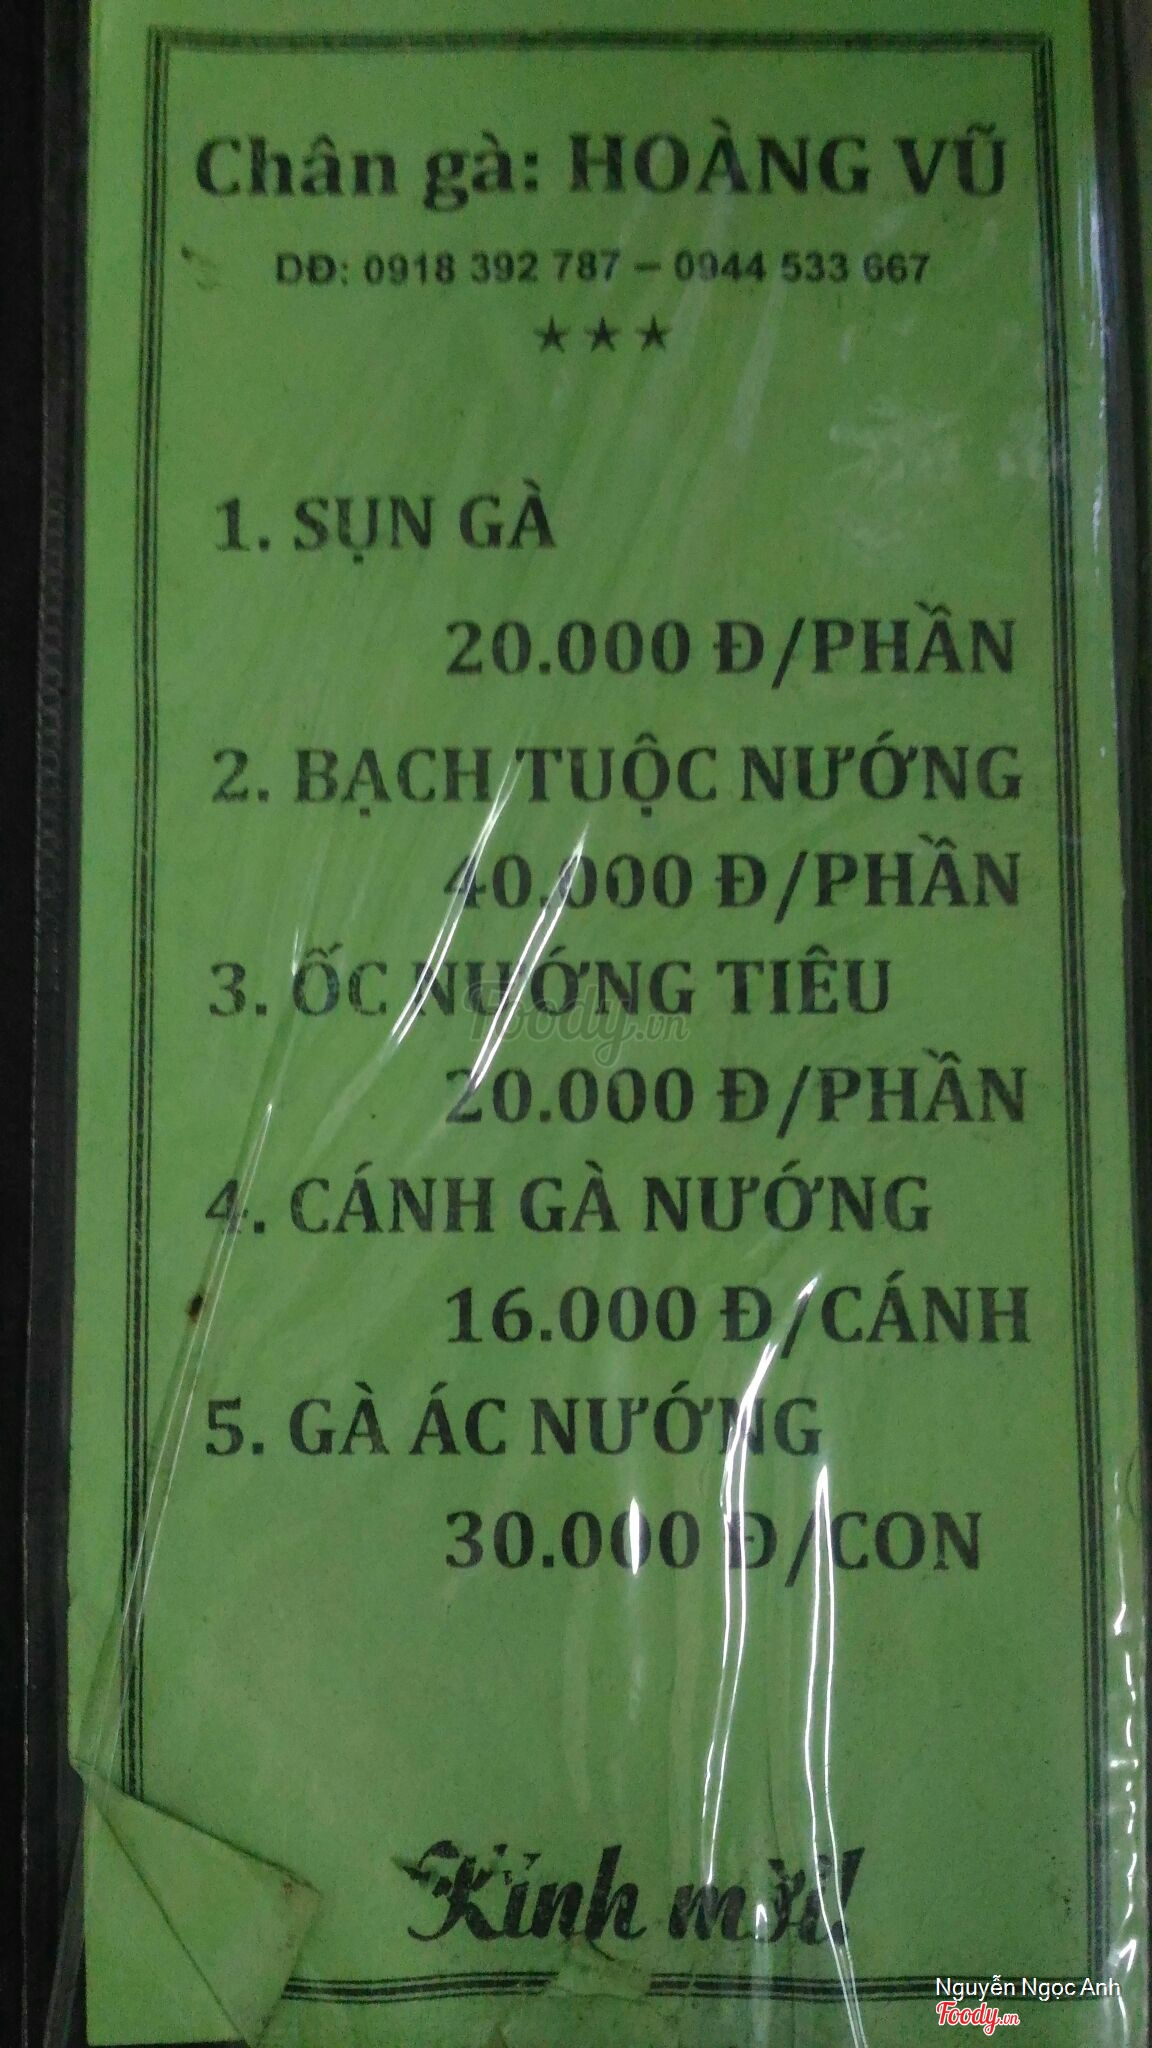 Chân gà: HOÀNG VŨ
DĐ: 0918 392 787 – 0944 533 667
★★★
1. SỤN GÀ
20.000 Đ/PHẦN
2. BẠCH TUỘC NƯỚNG
40.000 Đ/PHẦN
3. ỐC NƯỚNG TIÊU
Foody.vn
20.000 Đ/PHẦN
4. CÁNH GÀ NƯỚNG
16.000 Đ/CÁNH
5. GÀ ÁC NƯỚNG
30.000 Đ/CON
Kính mời!
Nguyễn Ngọc Anh
Foody.vn